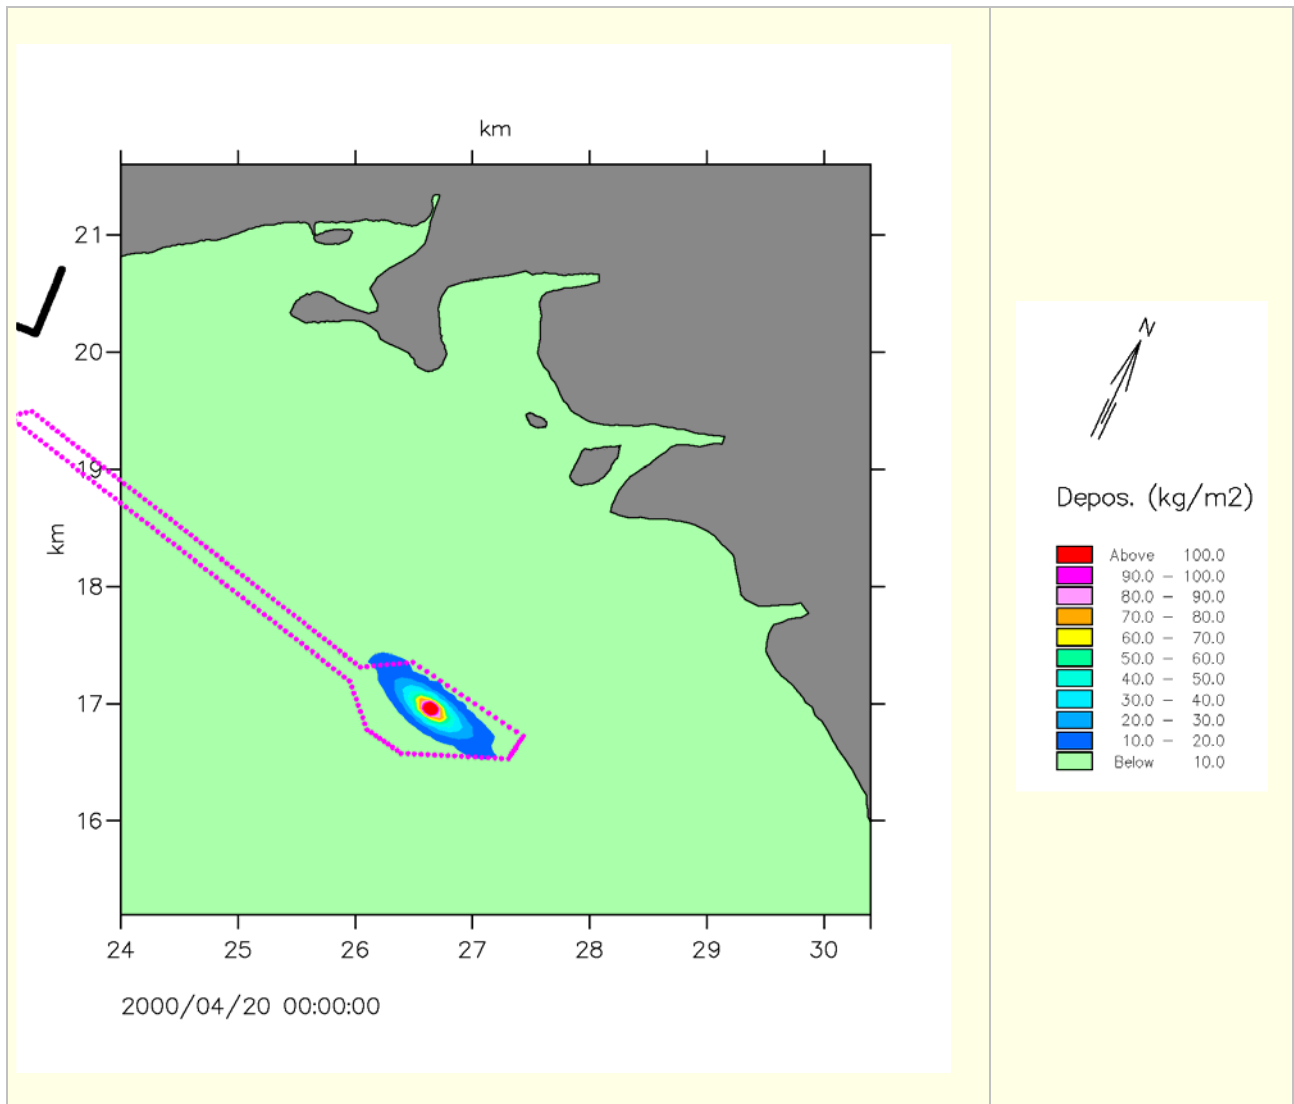 km
21
20
19
18
17
16
km
24 25 26 27 28 29 30
2000/04/20 00:00:00
N
Depos. (kg/m2)
Above 100.0
90.0 – 100.0
80.0 – 90.0
70.0 – 80.0
60.0 – 70.0
50.0 – 60.0
40.0 – 50.0
30.0 – 40.0
20.0 – 30.0
10.0 – 20.0
Below 10.0